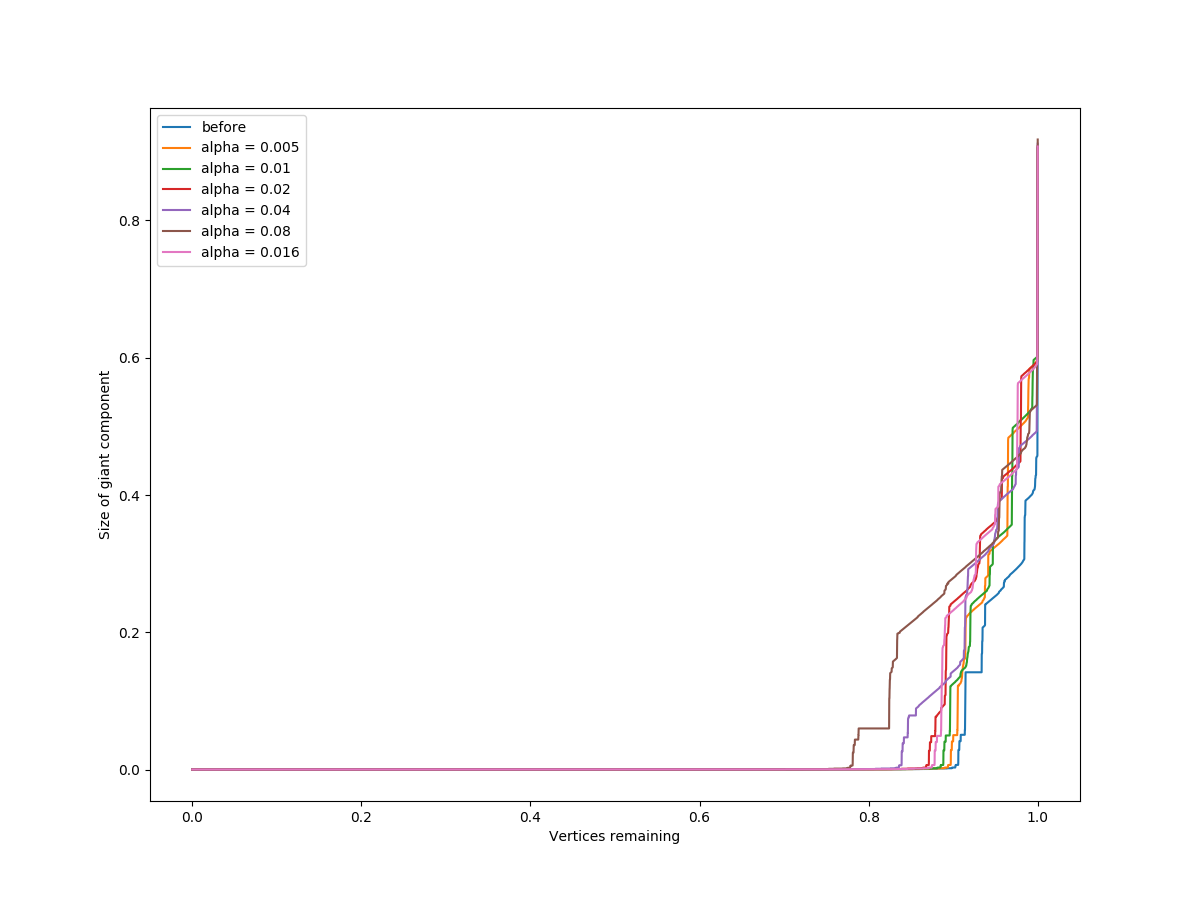 before
alpha = 0.005
alpha = 0.01
alpha = 0.02
alpha = 0.04
alpha = 0.08
alpha = 0.016
0.8
0.6
0.4
0.2
0.0
Size of giant component
0.0 0.2 0.4 0.6 0.8 1.0
Vertices remaining